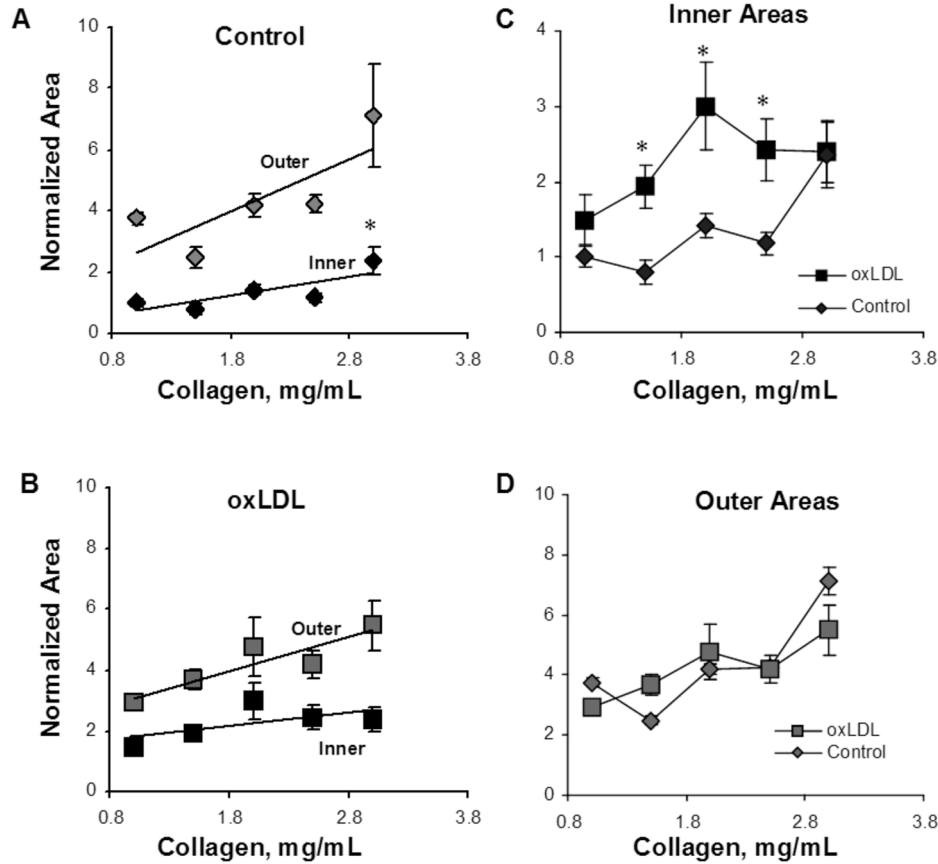 A
Control
10
8
6
4
2
0
Normalized Area
Outer
*
Inner
0.8
1.8
2.8
3.8
Collagen, mg/mL
C
Inner Areas
4
3
2
1
0
*
*
*
oxLDL
Control
0.8
1.8
2.8
3.8
Collagen, mg/mL
B
oxLDL
10
8
6
4
2
0
Normalized Area
Outer
Inner
0.8
1.8
2.8
3.8
Collagen, mg/mL
D
Outer Areas
10
8
6
4
2
0
oxLDL
Control
0.8
1.8
2.8
3.8
Collagen, mg/mL